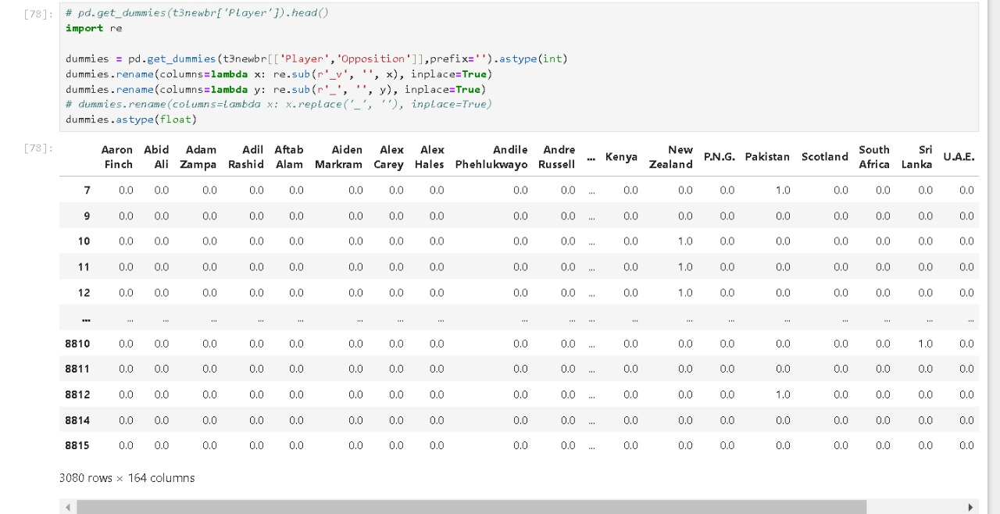 [78]: # pd.get_dummies(t3newbr['Player']).head()
import re
dummies = pd.get_dummies(t3newbr[['Player','Opposition']],prefix='').astype(int)
dummies.rename(columns=lambda x: re.sub(r'_v', '', x), inplace=True)
dummies.rename(columns=lambda y: re.sub(r'_', '', y), inplace=True)
# dummies.rename(columns=lambda x: x.replace('_', ''), inplace=True)
dummies.astype(float)
[78]: Aaron Finch Abid Ali Adam Zampa Adil Rashid Aftab Alam Aiden Markram Alex Carey Alex Hales Andile Phehlukwayo Andre Russell ... Kenya New Zealand P.N.G. Pakistan Scotland South Africa Sri Lanka U.A.E.
7 0.0 0.0 0.0 0.0 0.0 0.0 0.0 0.0 0.0 0.0 ... 0.0 0.0 0.0 1.0 0.0 0.0 0.0 0.0
9 0.0 0.0 0.0 0.0 0.0 0.0 0.0 0.0 0.0 0.0 ... 0.0 0.0 0.0 0.0 0.0 0.0 0.0 0.0
10 0.0 0.0 0.0 0.0 0.0 0.0 0.0 0.0 0.0 0.0 ... 0.0 1.0 0.0 0.0 0.0 0.0 0.0 0.0
11 0.0 0.0 0.0 0.0 0.0 0.0 0.0 0.0 0.0 0.0 ... 0.0 1.0 0.0 0.0 0.0 0.0 0.0 0.0
12 0.0 0.0 0.0 0.0 0.0 0.0 0.0 0.0 0.0 0.0 ... 0.0 1.0 0.0 0.0 0.0 0.0 0.0 0.0
... ... ... ... ... ... ... ... ... ... ... ... ... ... ... ... ... ... ... ...
8810 0.0 0.0 0.0 0.0 0.0 0.0 0.0 0.0 0.0 0.0 ... 0.0 0.0 0.0 0.0 0.0 0.0 1.0 0.0
8811 0.0 0.0 0.0 0.0 0.0 0.0 0.0 0.0 0.0 0.0 ... 0.0 0.0 0.0 0.0 0.0 0.0 0.0 0.0
8812 0.0 0.0 0.0 0.0 0.0 0.0 0.0 0.0 0.0 0.0 ... 0.0 0.0 0.0 1.0 0.0 0.0 0.0 0.0
8814 0.0 0.0 0.0 0.0 0.0 0.0 0.0 0.0 0.0 0.0 ... 0.0 0.0 0.0 0.0 0.0 0.0 0.0 0.0
8815 0.0 0.0 0.0 0.0 0.0 0.0 0.0 0.0 0.0 0.0 ... 0.0 0.0 0.0 0.0 0.0 0.0 0.0 0.0
3080 rows × 164 columns